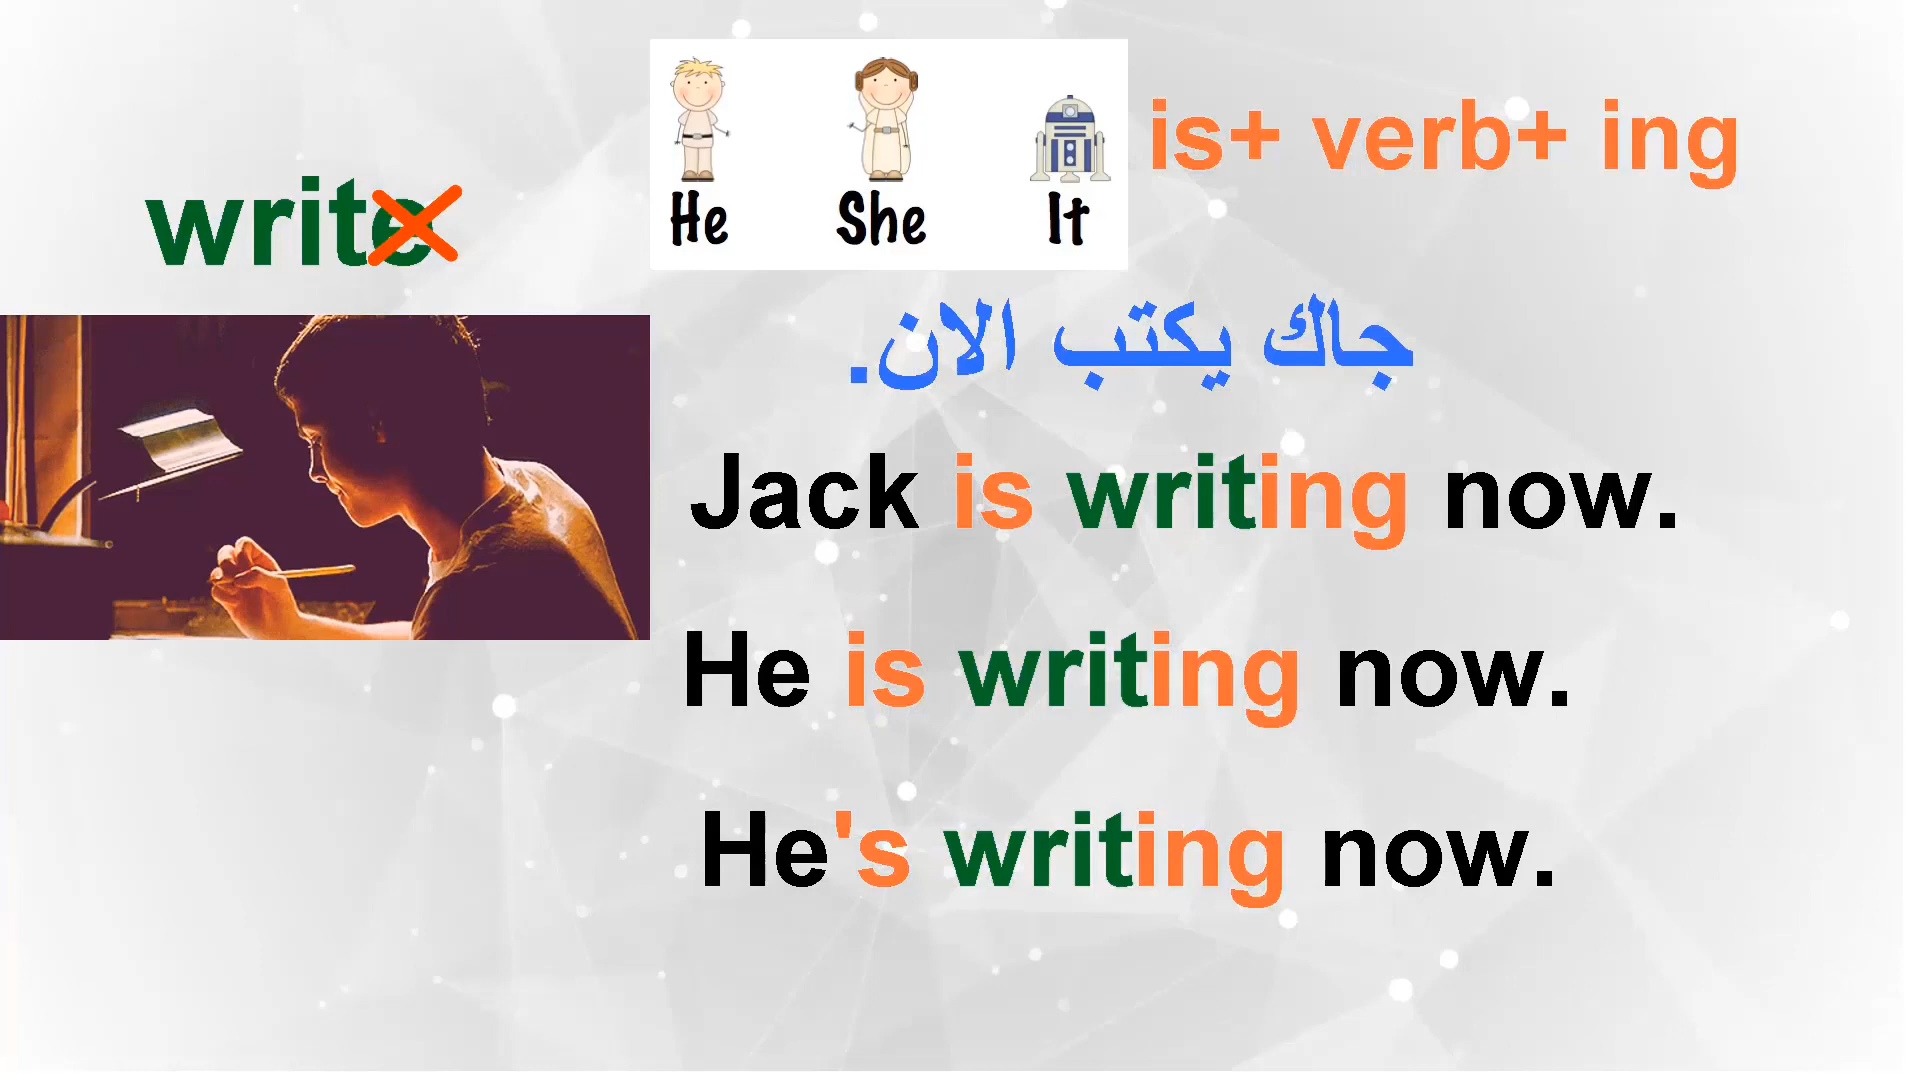 is+ verb+ ing
write
He She It
جاك يكتب الان.
Jack is writing now.
He is writing now.
He's writing now.